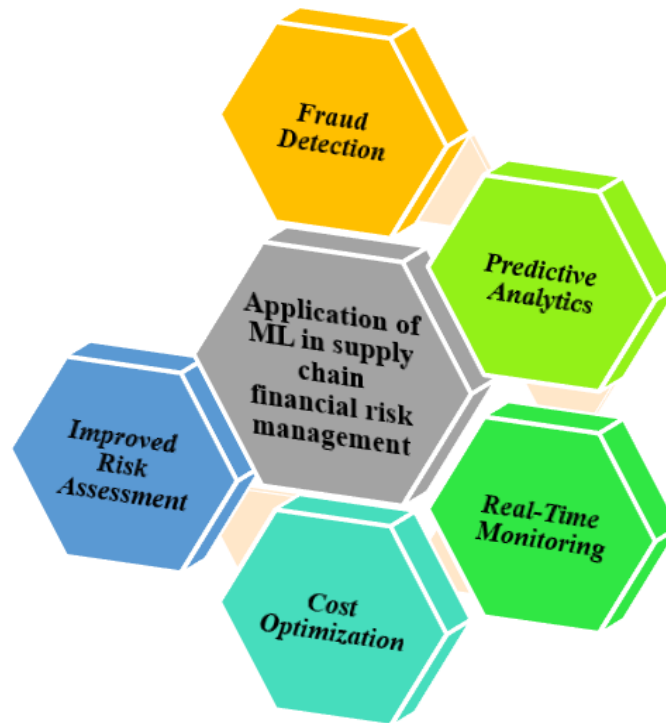 Fraud
Detection
Predictive
Analytics
Application of
ML in supply
chain
financial risk
management
Improved
Risk
Assessment
Real-Time
Monitoring
Cost
Optimization